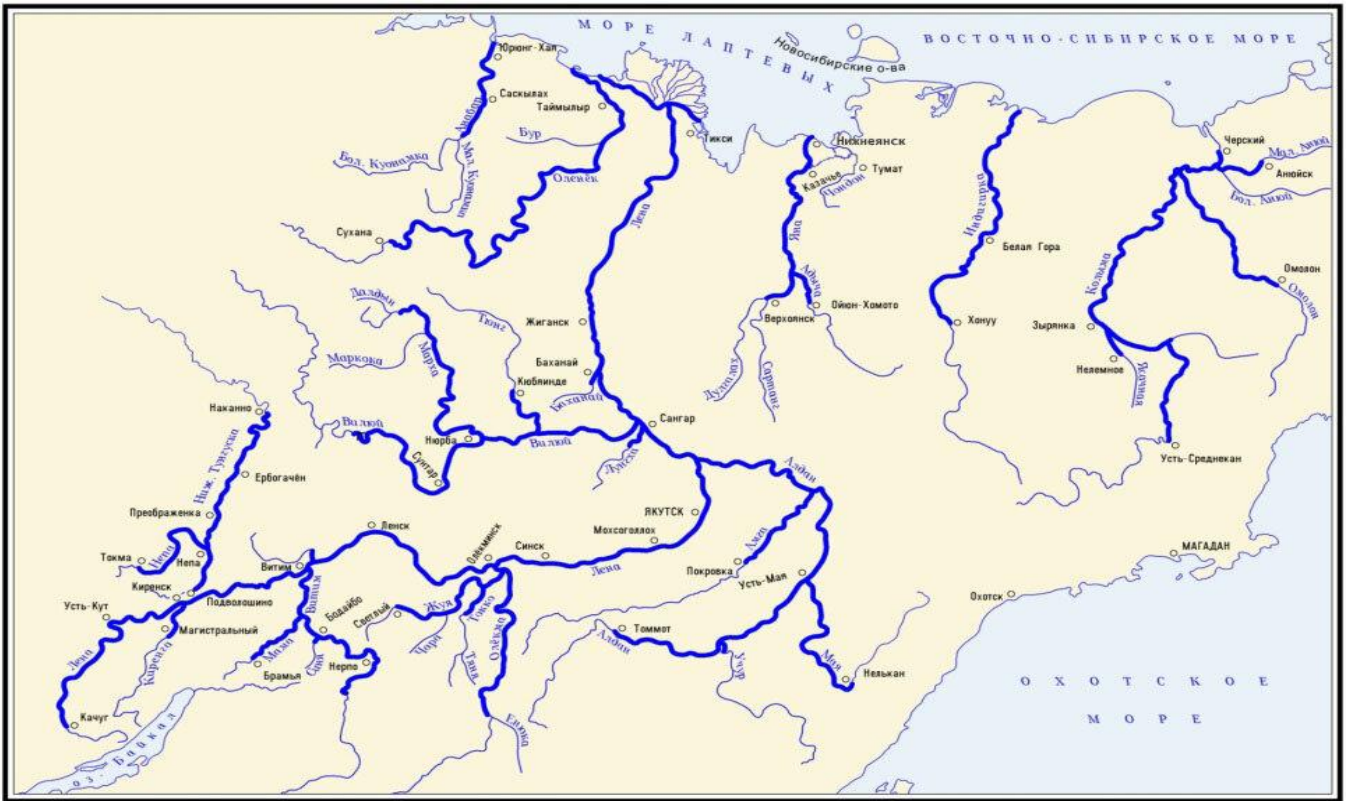 МОРЕ ЛАПТЕВЫХ
Новосибирские о-ва
ВОСТОЧНО-СИБИРСКОЕ МОРЕ
Юрюнг-Хая
Саскылах
Таймылыр
Анабар
Бур
Бол. Куонамка
Мал. Куонамка
Оленёк
Сухана
Тикси
Лена
Нижнеянск
Казачье
Тумат
Чондон
Яна
Адыча
Верхоянск
Ойюн-Хомото
Дулгалах
Сартанг
Индигирка
Белая Гора
Хонуу
Черский
Мал. Анюй
Анюйск
Бол. Анюй
Колыма
Омолон
Омолон
Зырянка
Нелемное
Ясачная
Усть-Среднекан
Далдын
Тюнг
Жиганск
Маркока
Марха
Баханай
Кюбяинде
Баханай
Наканно
Вилюй
Нюрба
Вилюй
Сангар
Сунтар
Лунгха
Алдан
Ниж. Тунгуска
Ербогачён
Преображенка
Ленск
ЯКУТСК
Токма
Непа
Непа
Витим
Олёкминск
Синск
Мохсоголлох
Лена
Покровка
Амга
Усть-Мая
МАГАДАН
Охотск
Киренск
Усть-Кут
Подволошино
Витим
Бодайбо
Светлый
Жуя
Токко
Магистральный
Лена
Киренга
Мама
Чая
Брамья
Нерпо
Чара
Тяня
Олёкма
Енюка
Томмот
Алдан
Учур
Мая
Нелькан
Качуг
оз. Байкал
ОХОТСКОЕ
МОРЕ